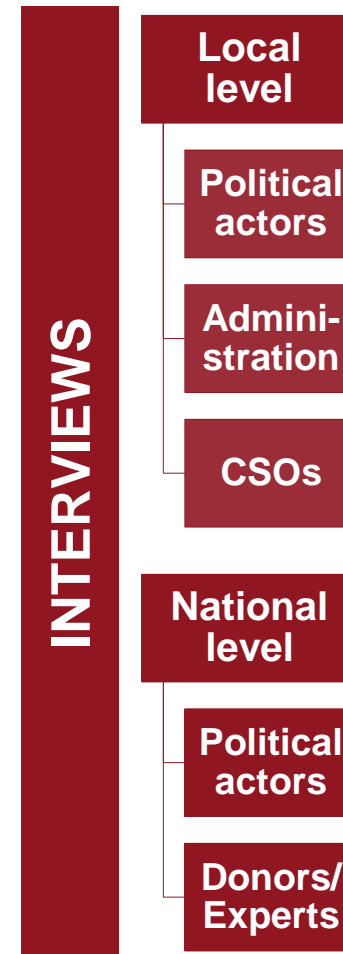 INTERVIEWS
Local
level
Political
actors
Admini-
stration
CSOs
National
level
Political
actors
Donors/
Experts